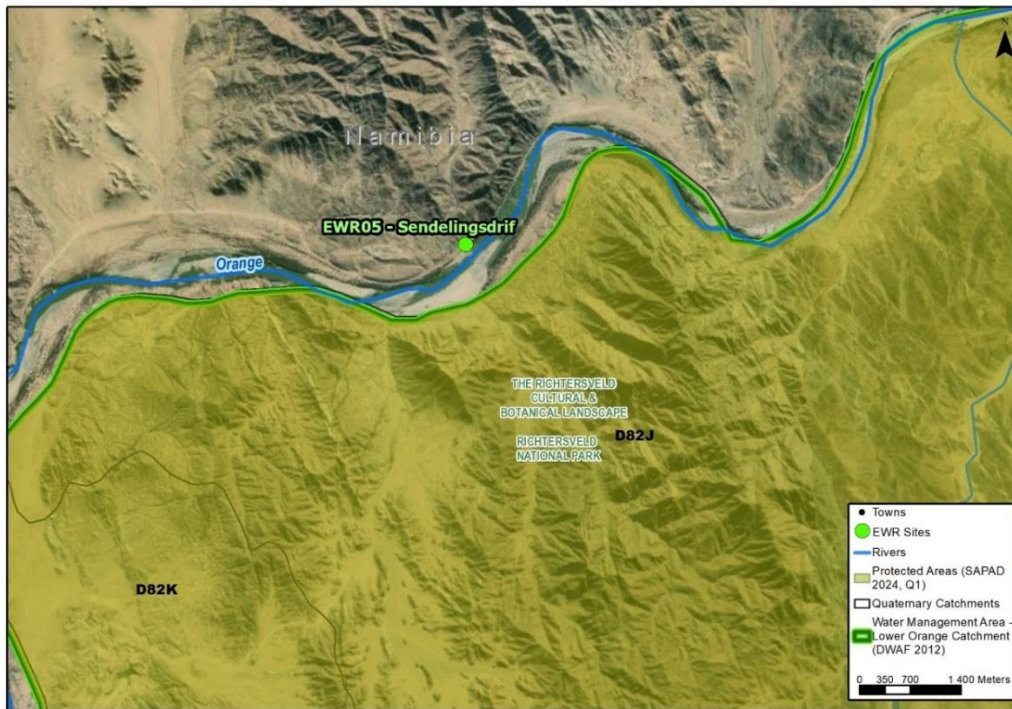 N
Namibia
EWR05 - Sendelingsdrif
Orange
THE RICHTERSVELD
CULTURAL &
BOTANICAL LANDSCAPE
RICHTERSVELD
NATIONAL PARK
D82J
D82K
Towns
EWR Sites
Rivers
Protected Areas (SAPAD
2024, Q1)
Quaternary Catchments
Water Management Area -
Lower Orange Catchment
(DWAF 2012)
0 350 700 1 400 Meters